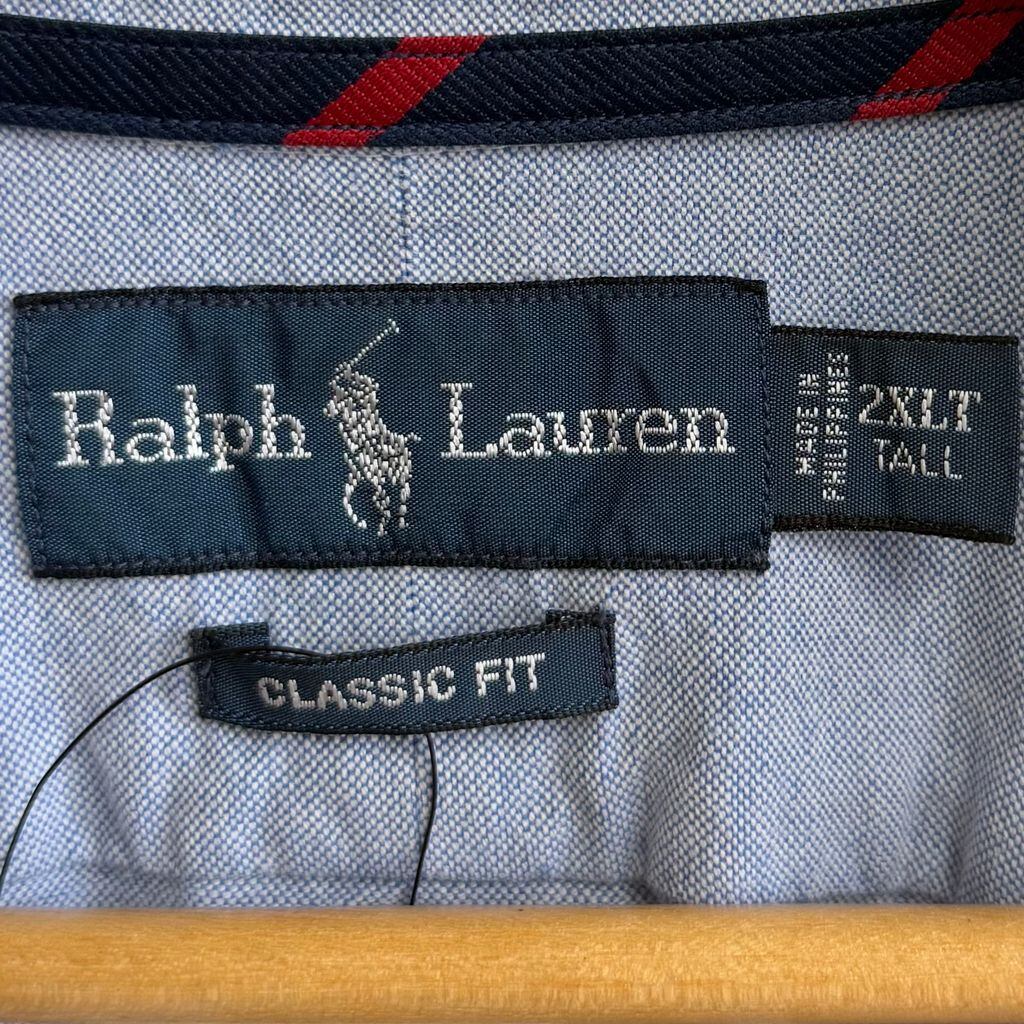 Ralph Lauren
MADE IN
PHILIPPINES
2XLT
TALL
CLASSIC FIT